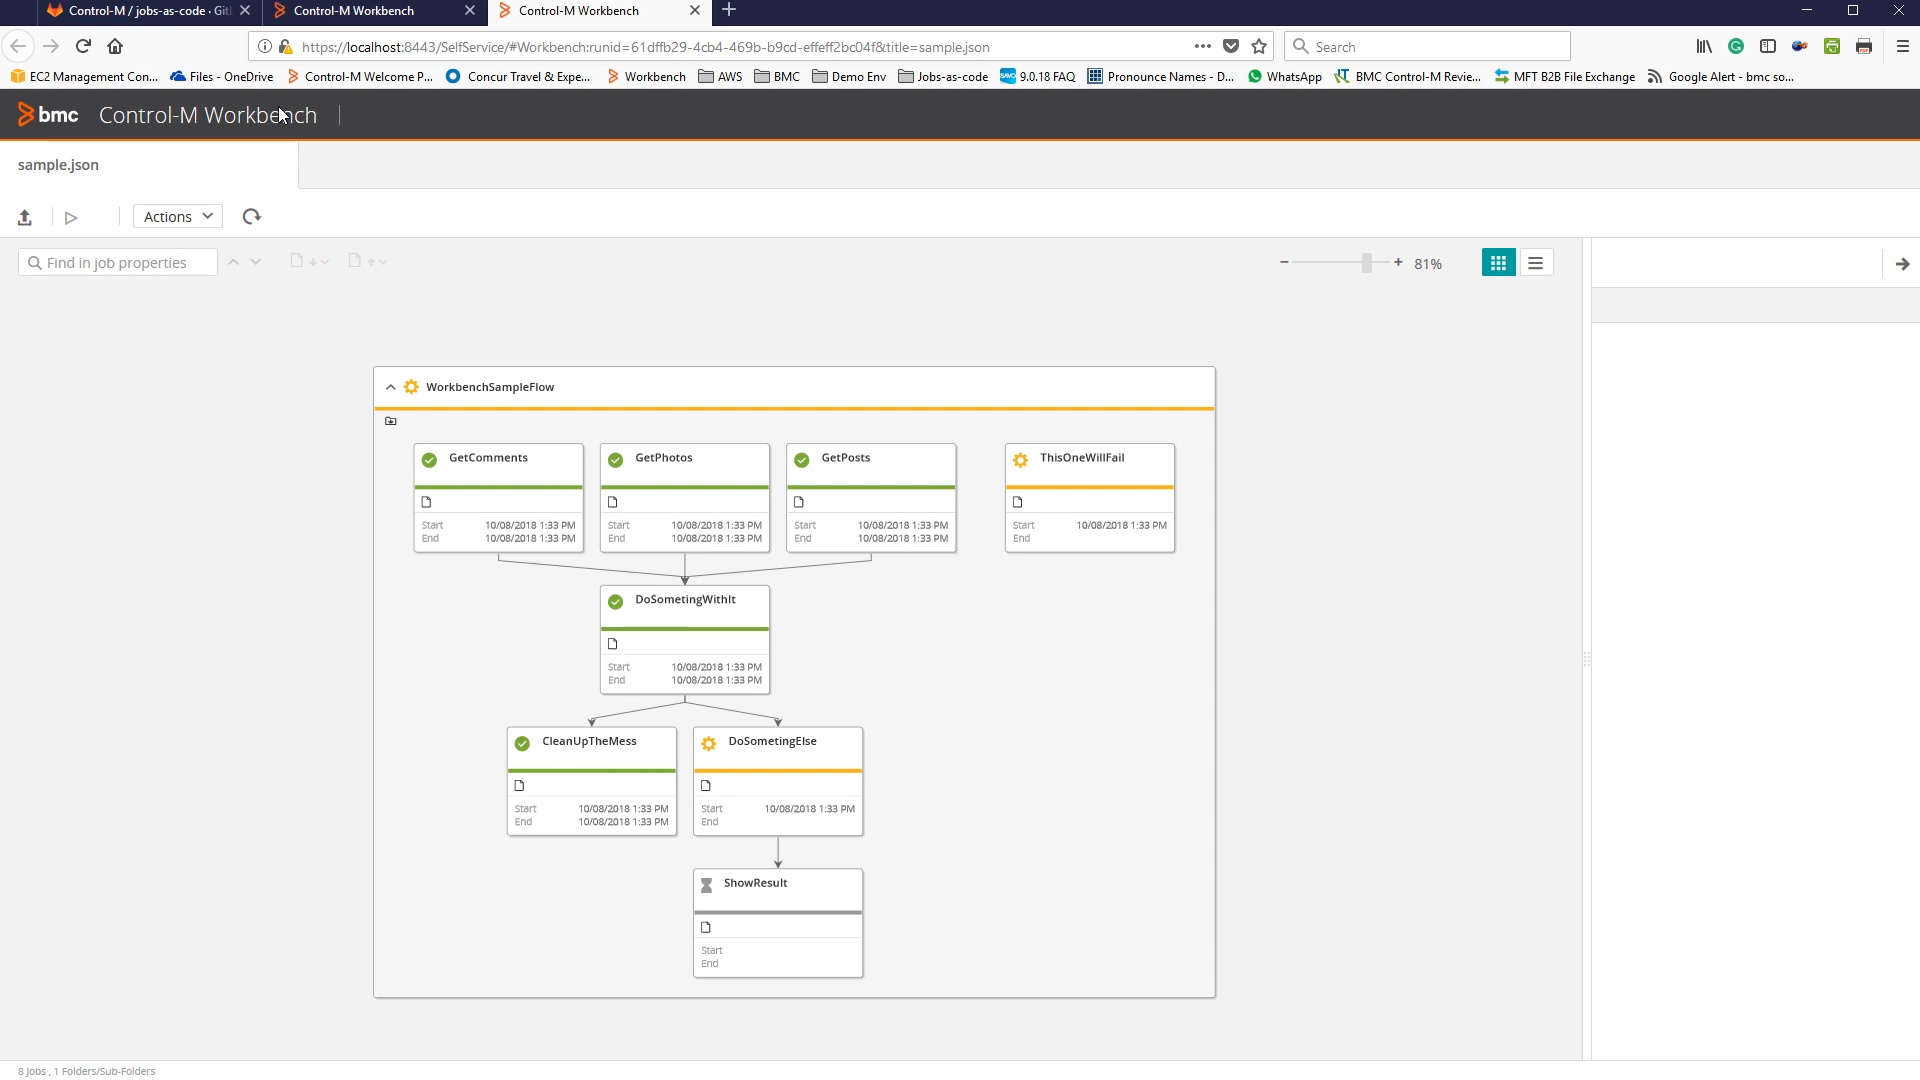 Control-M / jobs-as-code · Git
Control-M Workbench
Control-M Workbench
https://localhost:8443/SelfService/#Workbench:runid=61dffb29-4cb4-469b-b9cd-effeff2bc04f&title=sample.json
Search
EC2 Management Con...
Files - OneDrive
Control-M Welcome P...
Concur Travel & Expe...
Workbench
AWS
BMC
Demo Env
Jobs-as-code
9.0.18 FAQ
Pronounce Names - D...
WhatsApp
BMC Control-M Revie...
MFT B2B File Exchange
Google Alert - bmc so...
bmc Control-M Workbench
sample.json
Actions
Find in job properties
81%
WorkbenchSampleFlow
GetComments
Start 10/08/2018 1:33 PM
End 10/08/2018 1:33 PM
GetPhotos
Start 10/08/2018 1:33 PM
End 10/08/2018 1:33 PM
GetPosts
Start 10/08/2018 1:33 PM
End 10/08/2018 1:33 PM
ThisOneWillFail
Start 10/08/2018 1:33 PM
End
DoSometingWithIt
Start 10/08/2018 1:33 PM
End 10/08/2018 1:33 PM
CleanUpTheMess
Start 10/08/2018 1:33 PM
End 10/08/2018 1:33 PM
DoSometingElse
Start 10/08/2018 1:33 PM
End
ShowResult
Start
End
8 Jobs , 1 Folders/Sub-Folders